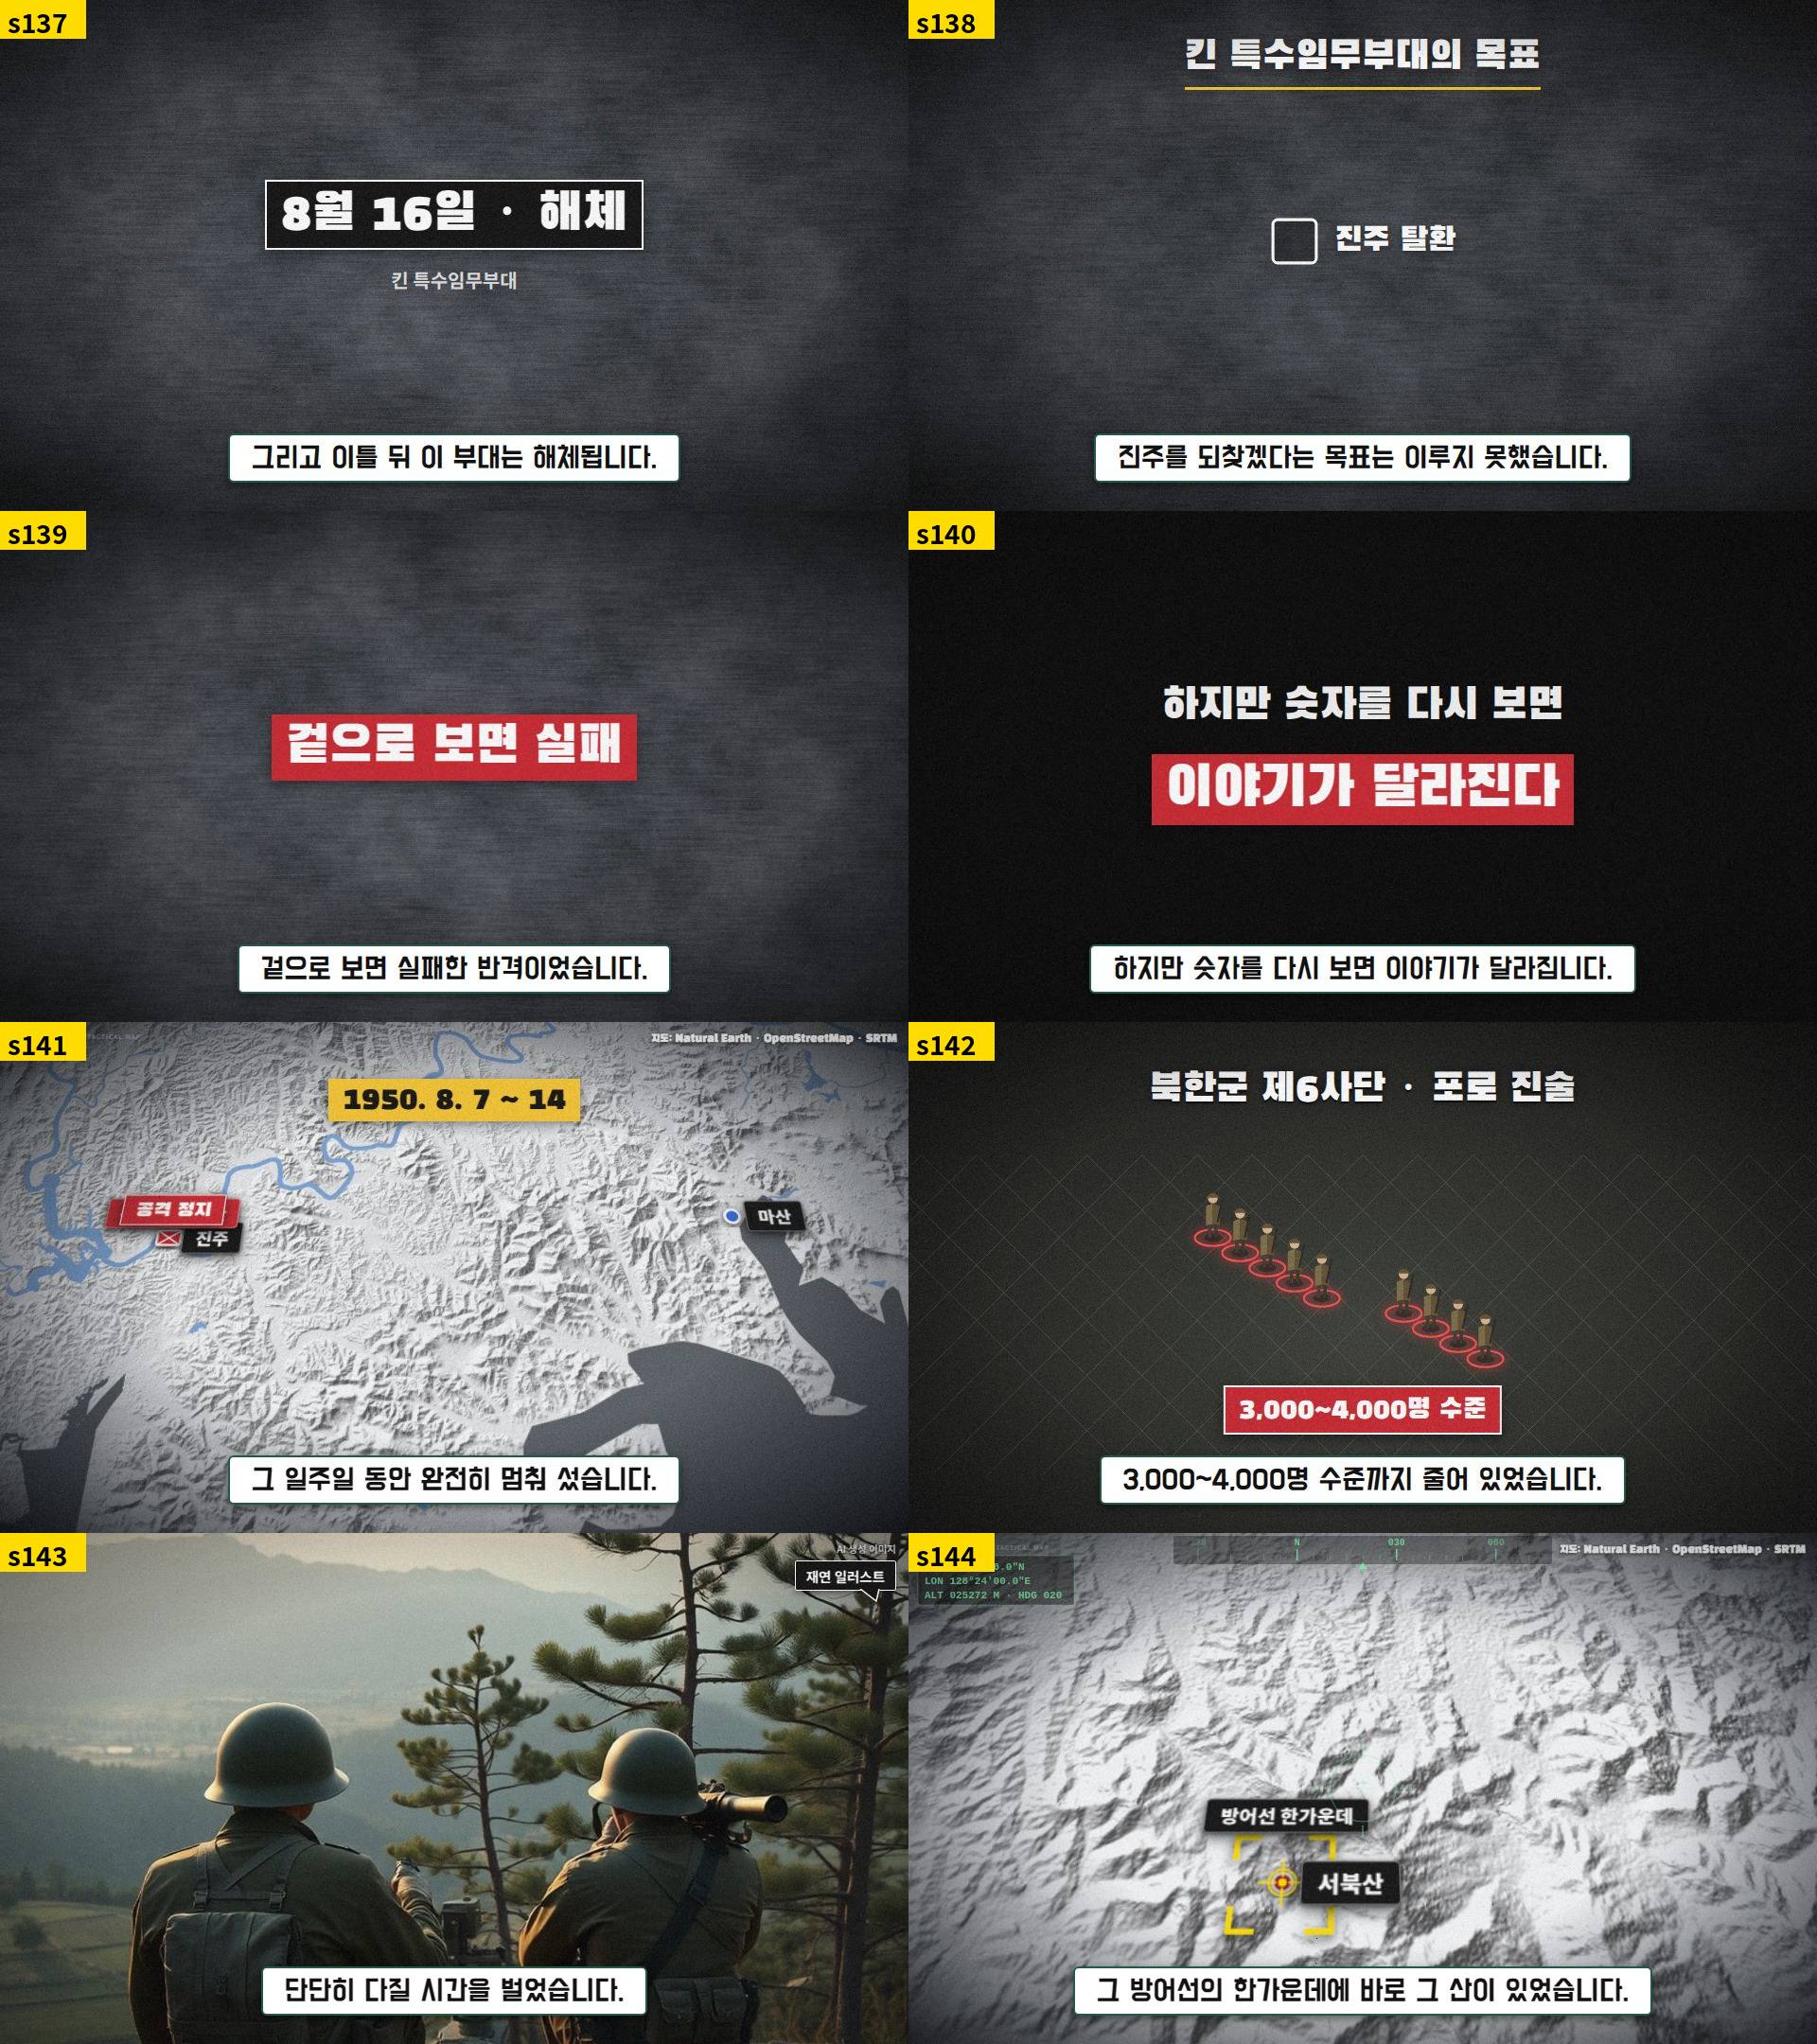 s137
8월 16일 · 해체
킨 특수임무부대
그리고 이틀 뒤 이 부대는 해체됩니다.
s138
킨 특수임무부대의 목표
진주 탈환
진주를 되찾겠다는 목표는 이루지 못했습니다.
s139
겉으로 보면 실패
겉으로 보면 실패한 반격이었습니다.
s140
하지만 숫자를 다시 보면
이야기가 달라진다
하지만 숫자를 다시 보면 이야기가 달라집니다.
s141
지도: Natural Earth · OpenStreetMap · SRTM
1950. 8. 7 ~ 14
공격 정지
진주
마산
그 일주일 동안 완전히 멈춰 섰습니다.
s142
북한군 제6사단 · 포로 진술
3,000~4,000명 수준
3,000~4,000명 수준까지 줄어 있었습니다.
s143
AI 생성 이미지
재연 일러스트
단단히 다질 시간을 벌었습니다.
s144
N
030
060
지도: Natural Earth · OpenStreetMap · SRTM
LON 128°24'00.0"E
ALT 025272 M · HDG 020
방어선 한가운데
서북산
그 방어선의 한가운데에 바로 그 산이 있었습니다.